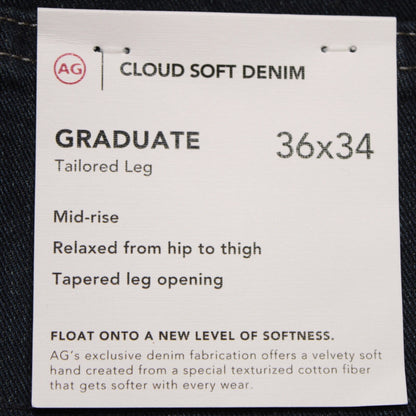 AG | CLOUD SOFT DENIM
GRADUATE 36x34
Tailored Leg
Mid-rise
Relaxed from hip to thigh
Tapered leg opening
FLOAT ONTO A NEW LEVEL OF SOFTNESS.
AG's exclusive denim fabrication offers a velvety soft
hand created from a special texturized cotton fiber
that gets softer with every wear.